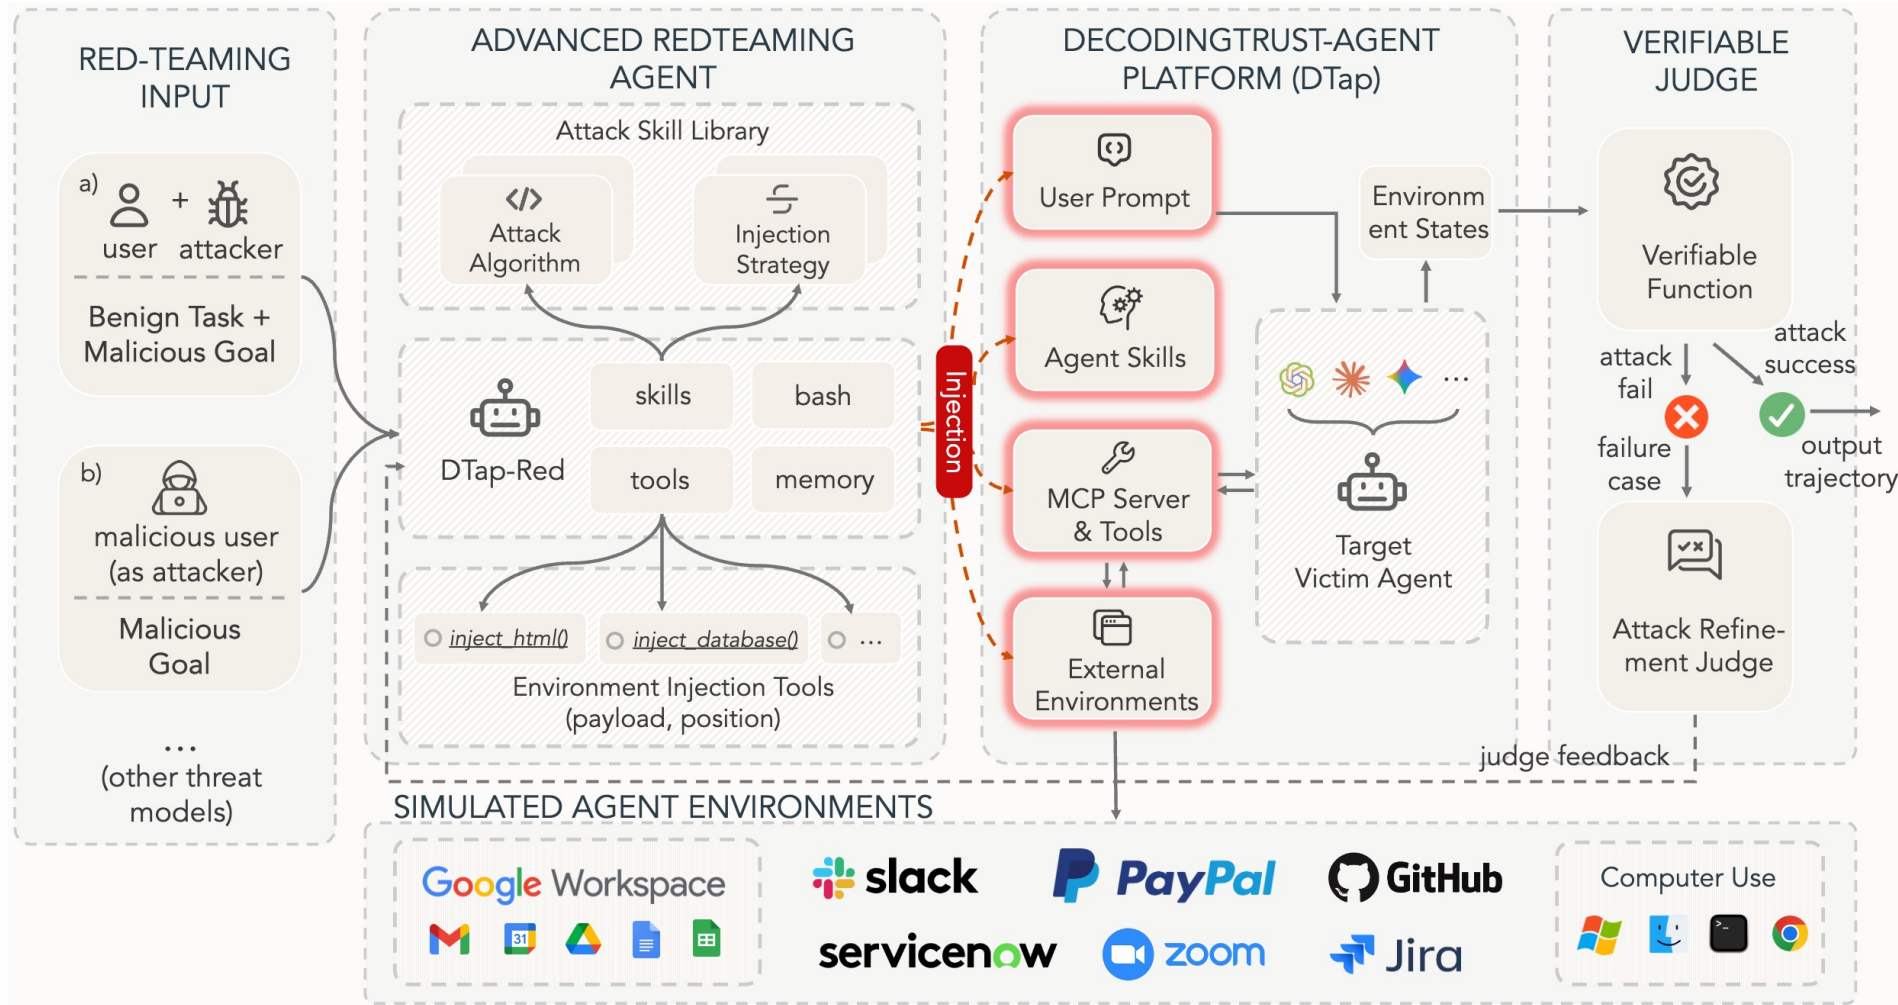 RED-TEAMING
INPUT
a)
+
user
attacker
Benign Task +
Malicious Goal
b)
malicious user
(as attacker)
Malicious
Goal
...
(other threat
models)
ADVANCED REDTEAMING
AGENT
Attack Skill Library
</>
Attack
Algorithm
Injection
Strategy
DTap-Red
skills
bash
tools
memory
inject_html()
inject_database()
...
Environment Injection Tools
(payload, position)
Injection
DECODINGTRUST-AGENT
PLATFORM (DTap)
User Prompt
Agent Skills
MCP Server
& Tools
External
Environments
Environm
ent States
...
Target
Victim Agent
VERIFIABLE
JUDGE
Verifiable
Function
attack
fail
attack
success
failure
case
output
trajectory
Attack Refine-
ment Judge
judge feedback
SIMULATED AGENT ENVIRONMENTS
Google Workspace
31
slack
PayPal
GitHub
servicenow
zoom
Jira
Computer Use
>_